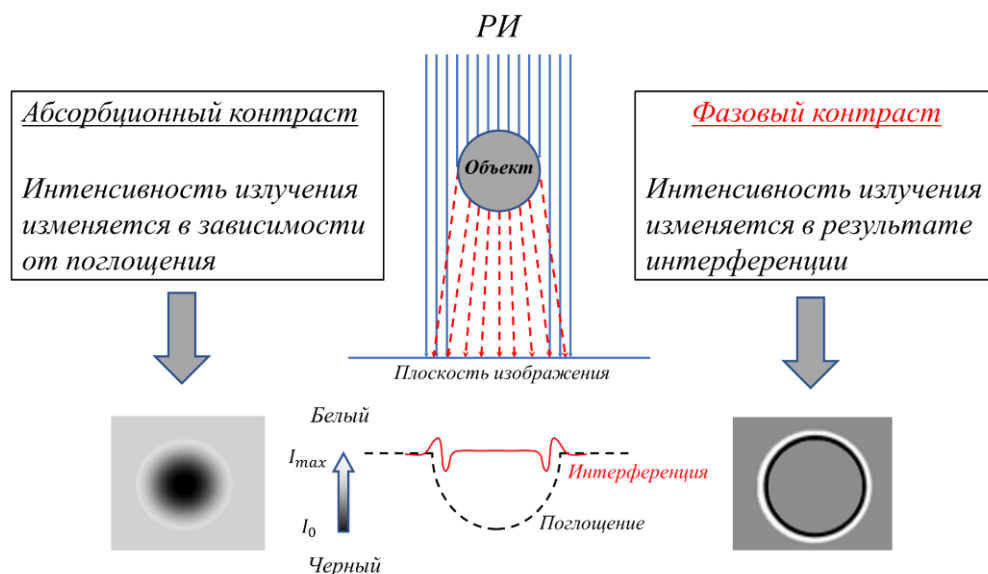 РИ
Абсорбционный контраст
Интенсивность излучения
изменяется в зависимости
от поглощения
Объект
Фазовый контраст
Интенсивность излучения
изменяется в результате
интерференции
Плоскость изображения
Белый
I_max
I_0
Черный
Интерференция
Поглощение